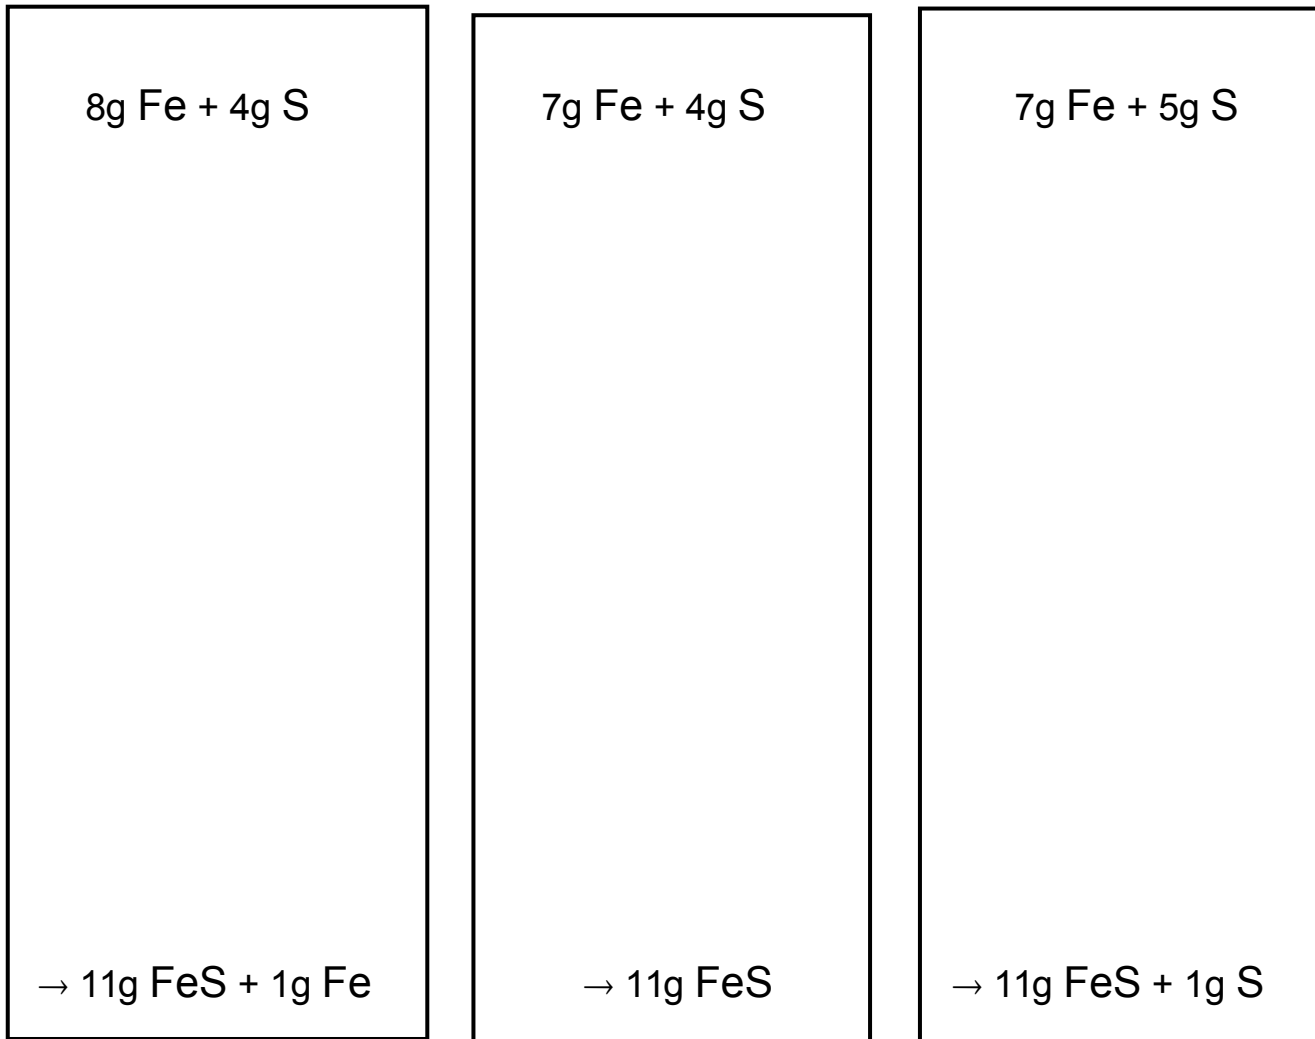 8g Fe + 4g S
→ 11g FeS + 1g Fe
7g Fe + 4g S
→ 11g FeS
7g Fe + 5g S
→ 11g FeS + 1g S